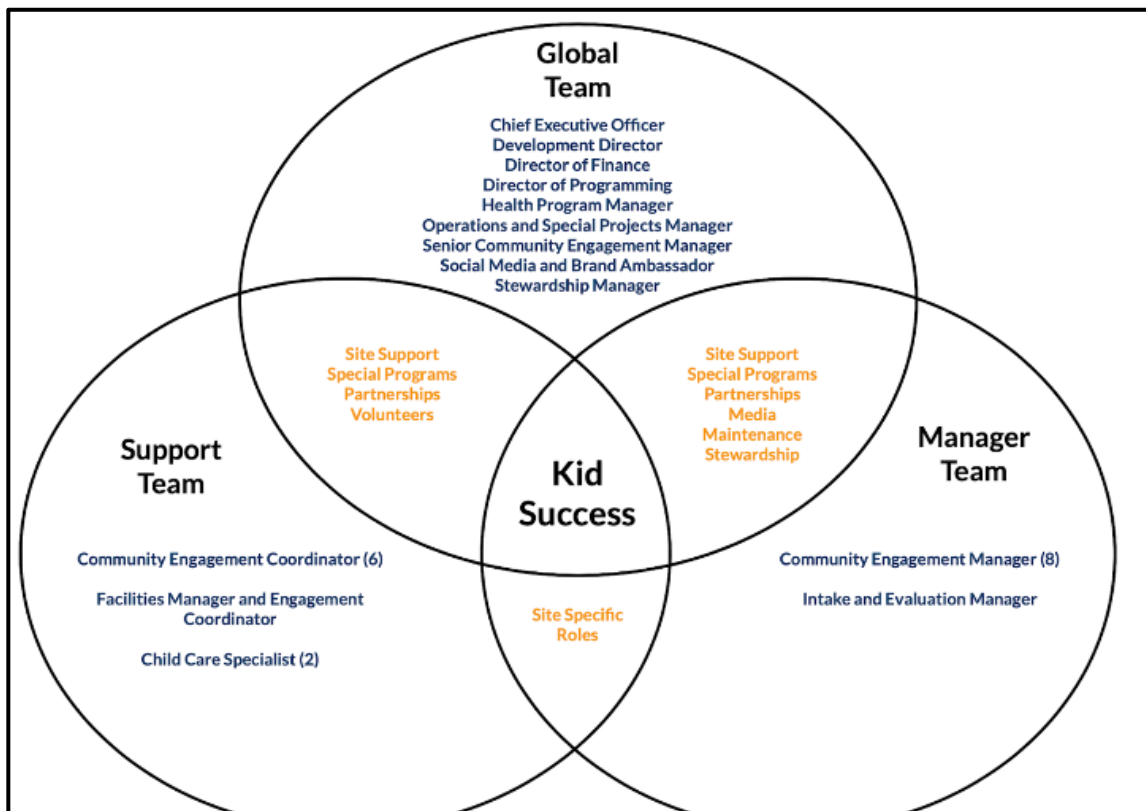 Global
Team
Chief Executive Officer
Development Director
Director of Finance
Director of Programming
Health Program Manager
Operations and Special Projects Manager
Senior Community Engagement Manager
Social Media and Brand Ambassador
Stewardship Manager
Site Support
Special Programs
Partnerships
Volunteers
Site Support
Special Programs
Partnerships
Media
Maintenance
Stewardship
Support
Team
Kid
Success
Manager
Team
Community Engagement Coordinator (6)
Facilities Manager and Engagement
Coordinator
Child Care Specialist (2)
Site Specific
Roles
Community Engagement Manager (8)
Intake and Evaluation Manager